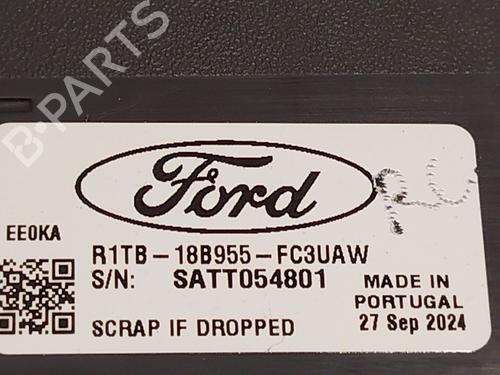 B-PARTS
Ford
EE0KA
R1TB-18B955-FC3UAW
S/N: SATT054801
MADE IN
PORTUGAL
SCRAP IF DROPPED
27 Sep 2024